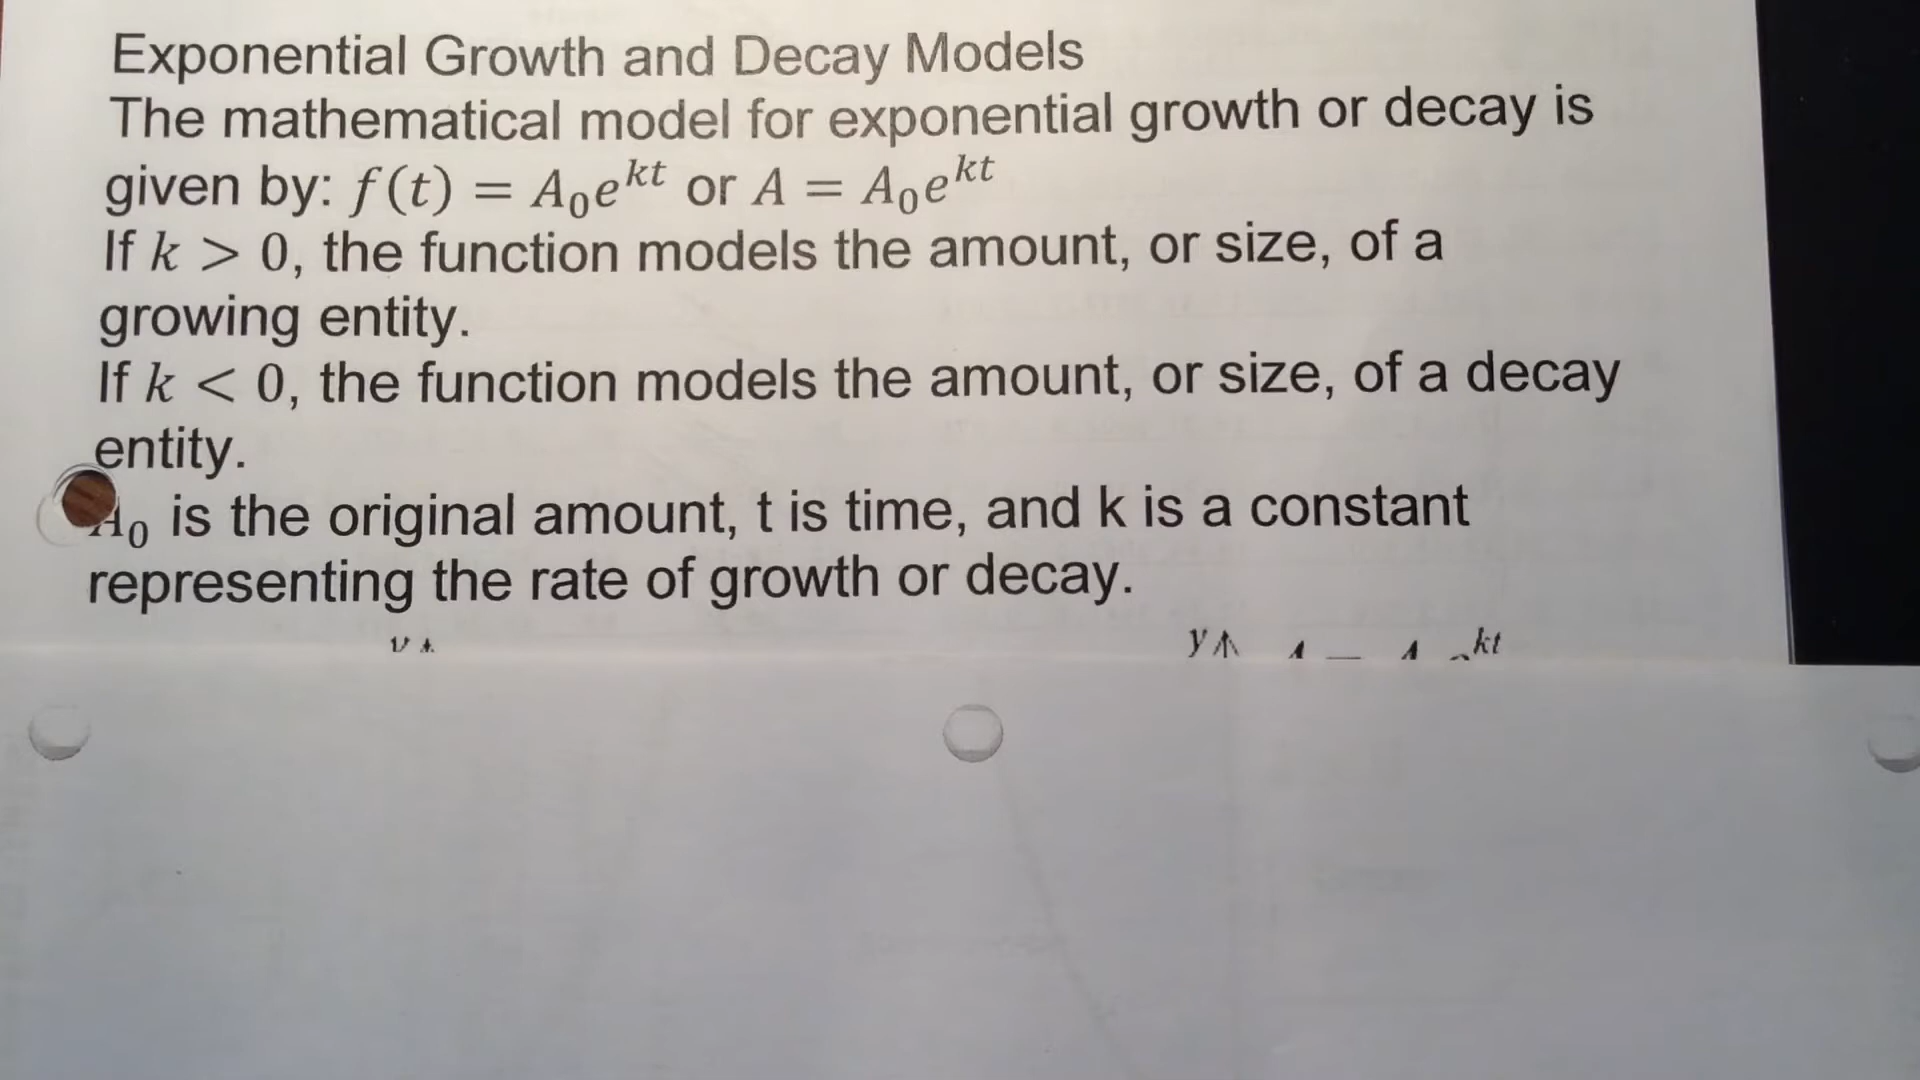 Exponential Growth and Decay Models
The mathematical model for exponential growth or decay is
given by: f(t) = A₀e^{kt} or A = A₀e^{kt}
If k > 0, the function models the amount, or size, of a
growing entity.
If k < 0, the function models the amount, or size, of a decay
entity.
A₀ is the original amount, t is time, and k is a constant
representing the rate of growth or decay.
y kt